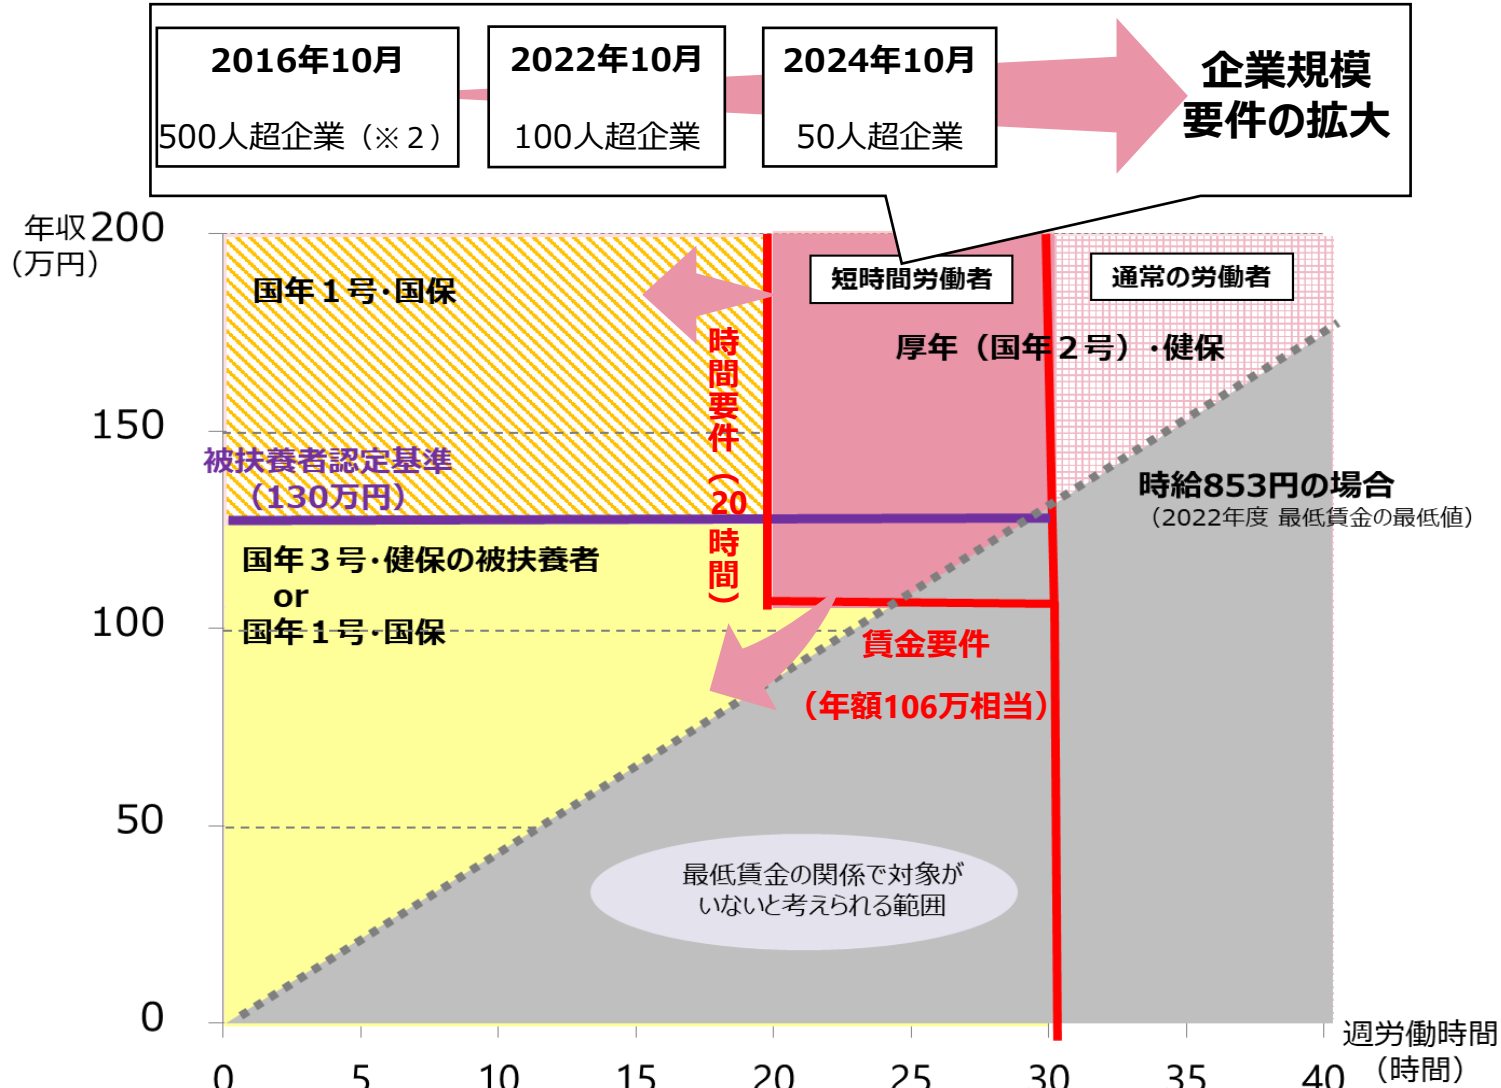 2016年10月
500人超企業（※２）
2022年10月
100人超企業
2024年10月
50人超企業
企業規模
要件の拡大
年収
（万円）
200
150
100
50
0
国年１号・国保
短時間労働者
通常の労働者
厚年（国年２号）・健保
時間要件（20時間）
被扶養者認定基準
（130万円）
時給853円の場合
（2022年度 最低賃金の最低値）
国年３号・健保の被扶養者
or
国年１号・国保
賃金要件
（年額106万相当）
最低賃金の関係で対象が
いないと考えられる範囲
0 5 10 15 20 25 30 35 40
週労働時間
（時間）